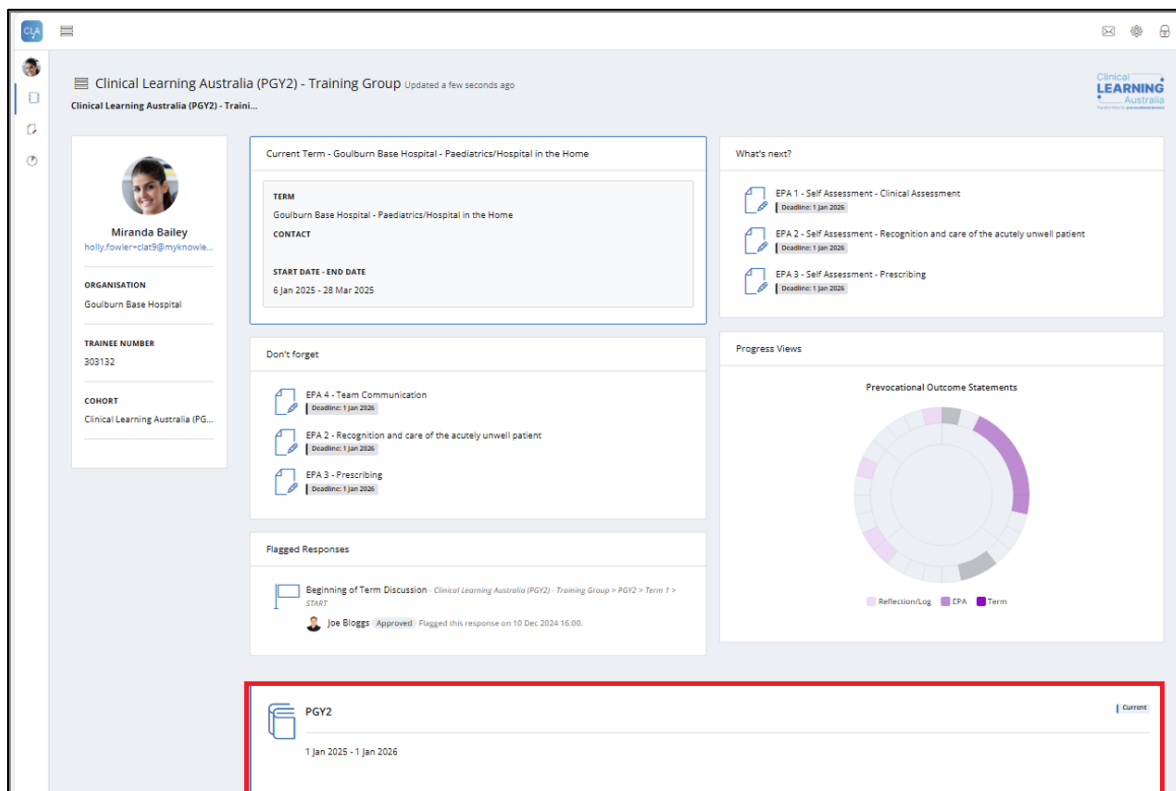 CLA
Clinical Learning Australia (PGY2) - Training Group Updated a few seconds ago
Clinical Learning Australia (PGY2) - Traini...
Clinical
LEARNING
Australia
Miranda Bailey
holly.fowler+clat9@myknowle...
ORGANISATION
Goulburn Base Hospital
TRAINEE NUMBER
303132
COHORT
Clinical Learning Australia (PG...
Current Term - Goulburn Base Hospital - Paediatrics/Hospital in the Home
TERM
Goulburn Base Hospital - Paediatrics/Hospital in the Home
CONTACT
START DATE - END DATE
6 Jan 2025 - 28 Mar 2025
Don't forget
EPA 4 - Team Communication
Deadline: 1 Jan 2026
EPA 2 - Recognition and care of the acutely unwell patient
Deadline: 1 Jan 2026
EPA 3 - Prescribing
Deadline: 1 Jan 2026
Flagged Responses
Beginning of Term Discussion - Clinical Learning Australia (PGY2) - Training Group > PGY2 > Term 1 >
START
Joe Bloggs Approved Flagged this response on 10 Dec 2024 16:00.
What's next?
EPA 1 - Self Assessment - Clinical Assessment
Deadline: 1 Jan 2026
EPA 2 - Self Assessment - Recognition and care of the acutely unwell patient
Deadline: 1 Jan 2026
EPA 3 - Self Assessment - Prescribing
Deadline: 1 Jan 2026
Progress Views
Prevocational Outcome Statements
Reflection/Log EPA Term
PGY2
Current
1 Jan 2025 - 1 Jan 2026